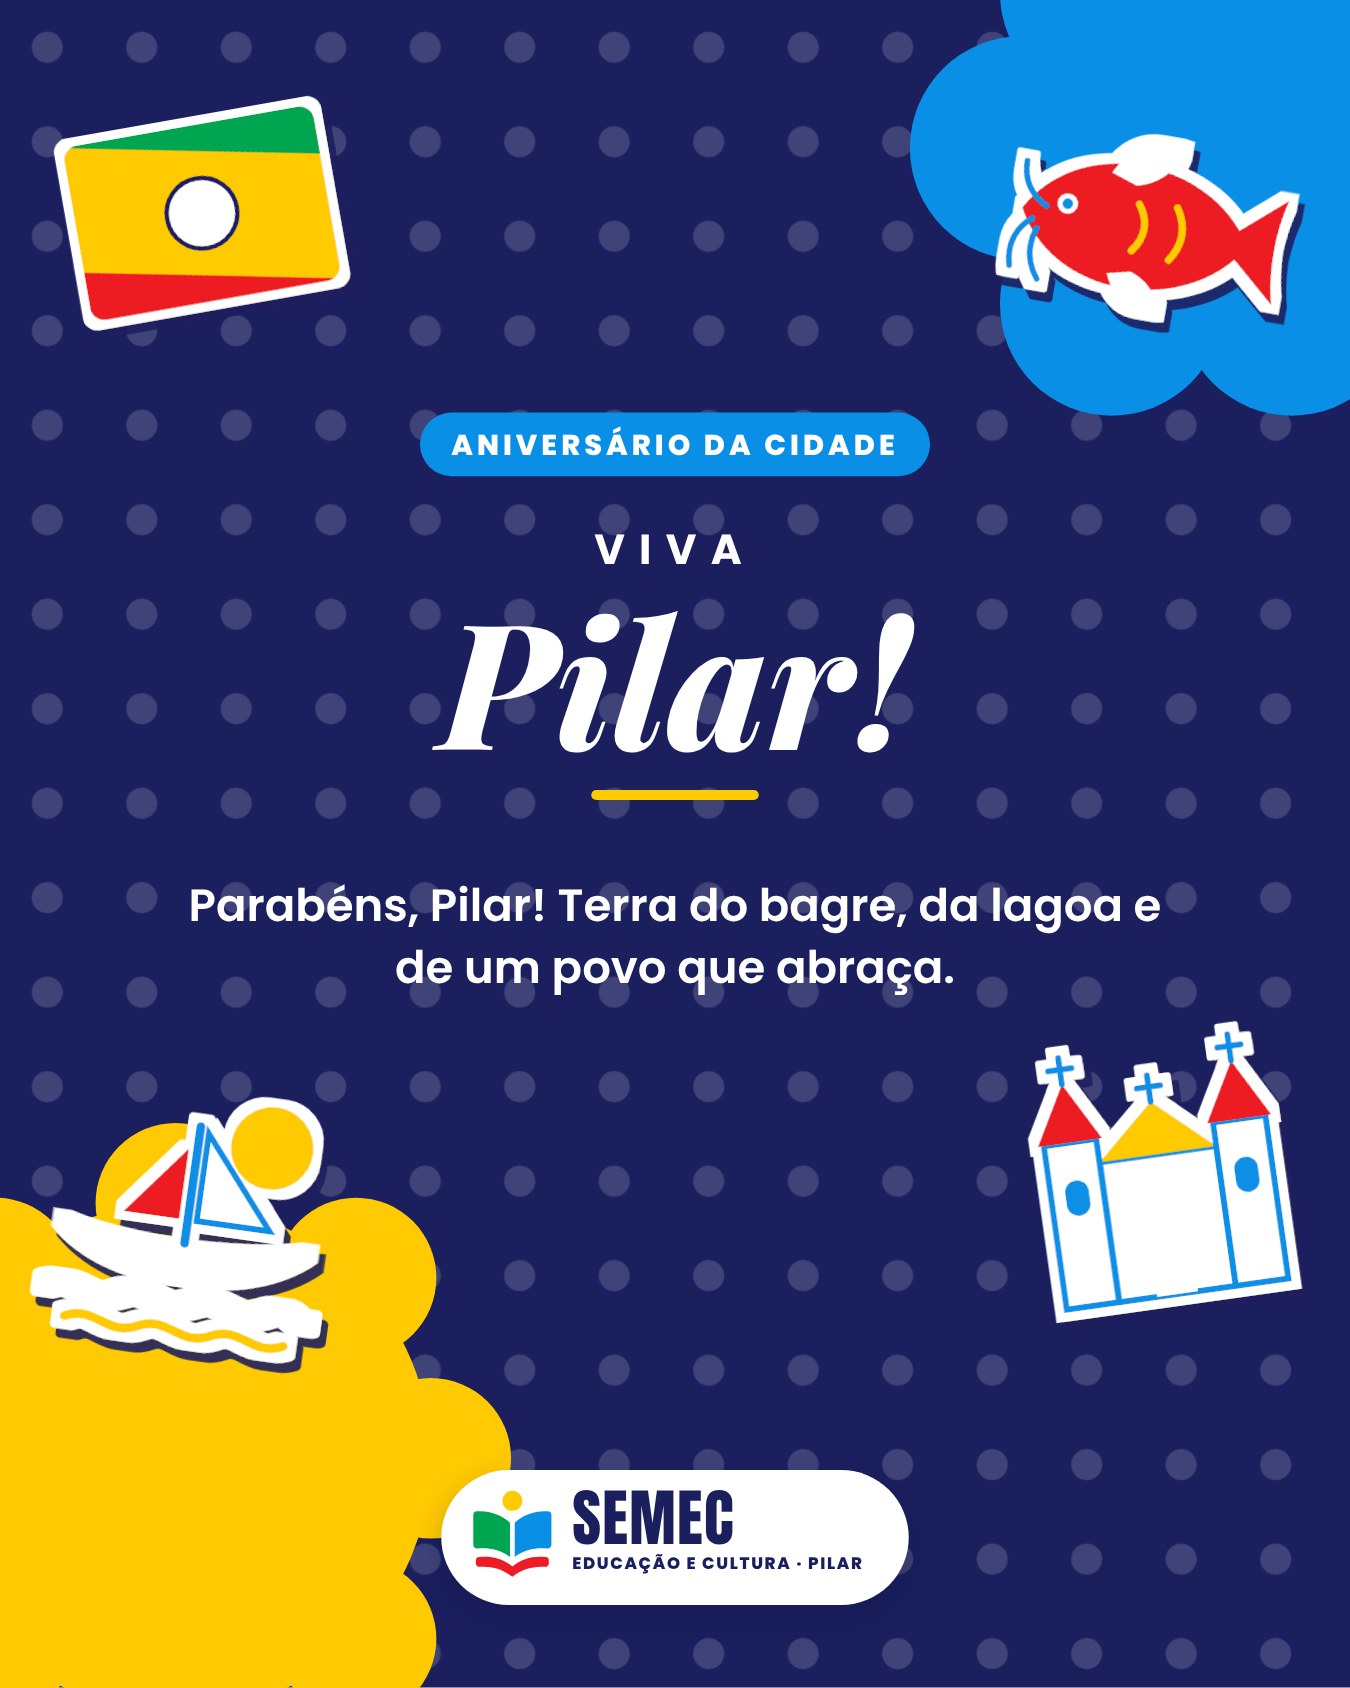 ANIVERSÁRIO DA CIDADE
VIVA
Pilar!
Parabéns, Pilar! Terra do bagre, da lagoa e
de um povo que abraça.
SEMEC
EDUCAÇÃO E CULTURA · PILAR